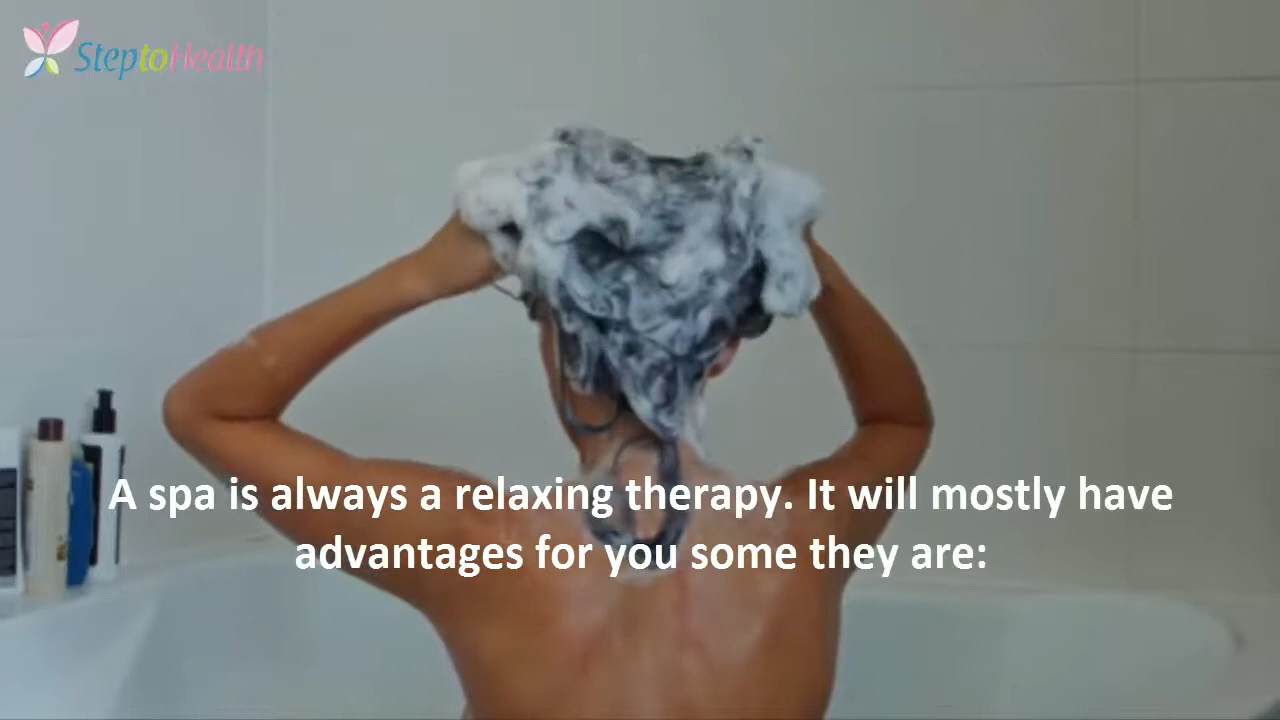 SteptoHealth
A spa is always a relaxing therapy. It will mostly have
advantages for you some they are: